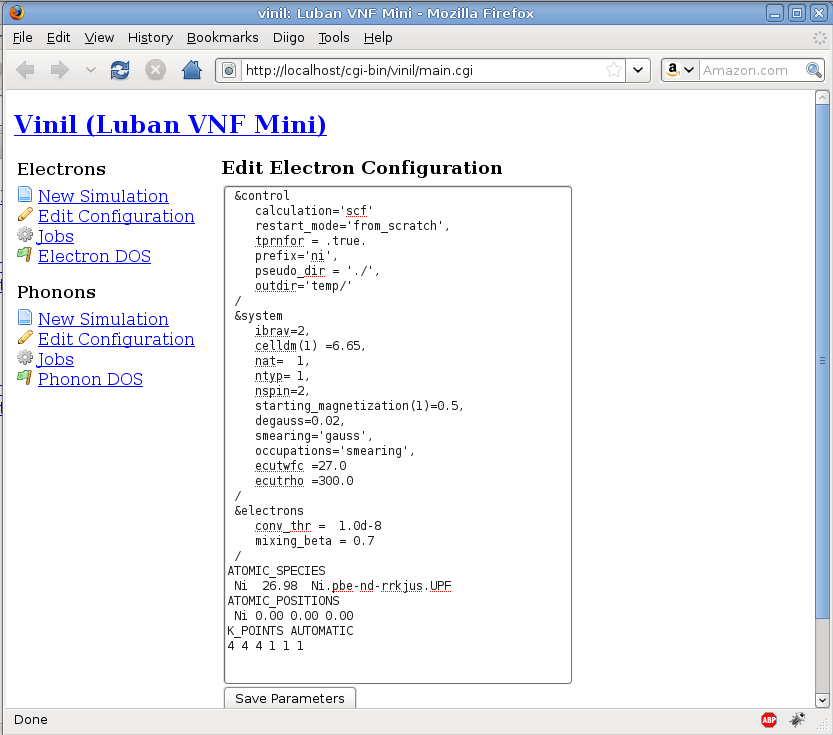 vinil: Luban VNF Mini - Mozilla Firefox
File Edit View History Bookmarks Diigo Tools Help
http://localhost/cgi-bin/vinil/main.cgi
a Amazon.com
Vinil (Luban VNF Mini)
Electrons
New Simulation
Edit Configuration
Jobs
Electron DOS
Phonons
New Simulation
Edit Configuration
Jobs
Phonon DOS
Edit Electron Configuration
&control
calculation='scf'
restart_mode='from_scratch',
tprnfor = .true.
prefix='ni',
pseudo_dir = './',
outdir='temp/'
/
&system
ibrav=2,
celldm(1) =6.65,
nat=  1,
ntyp= 1,
nspin=2,
starting_magnetization(1)=0.5,
degauss=0.02,
smearing='gauss',
occupations='smearing',
ecutwfc =27.0
ecutrho =300.0
/
&electrons
conv_thr =  1.0d-8
mixing_beta = 0.7
/
ATOMIC_SPECIES
Ni  26.98  Ni.pbe-nd-rrkjus.UPF
ATOMIC_POSITIONS
Ni 0.00 0.00 0.00
K_POINTS AUTOMATIC
4 4 4 1 1 1
Save Parameters
Done
ABP